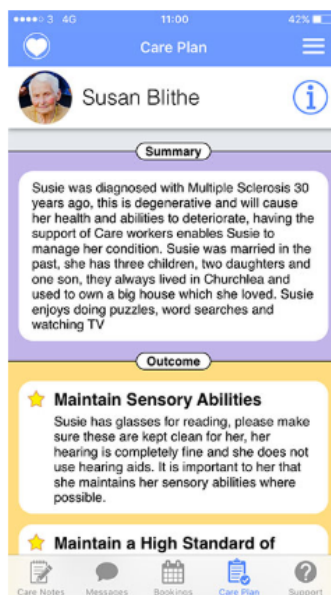 3 4G 11:00 42%
Care Plan
Susan Blithe
i
Summary
Susie was diagnosed with Multiple Sclerosis 30
years ago, this is degenerative and will cause
her health and abilities to deteriorate, having the
support of Care workers enables Susie to
manage her condition. Susie was married in the
past, she has three children, two daughters and
one son, they always lived in Churchlea and
used to own a big house which she loved. Susie
enjoys doing puzzles, word searches and
watching TV
Outcome
Maintain Sensory Abilities
Susie has glasses for reading, please make
sure these are kept clean for her, her
hearing is completely fine and she does not
use hearing aids. It is important to her that
she maintains her sensory abilities where
possible.
Maintain a High Standard of
Care Notes Messages Bookings Care Plan Support